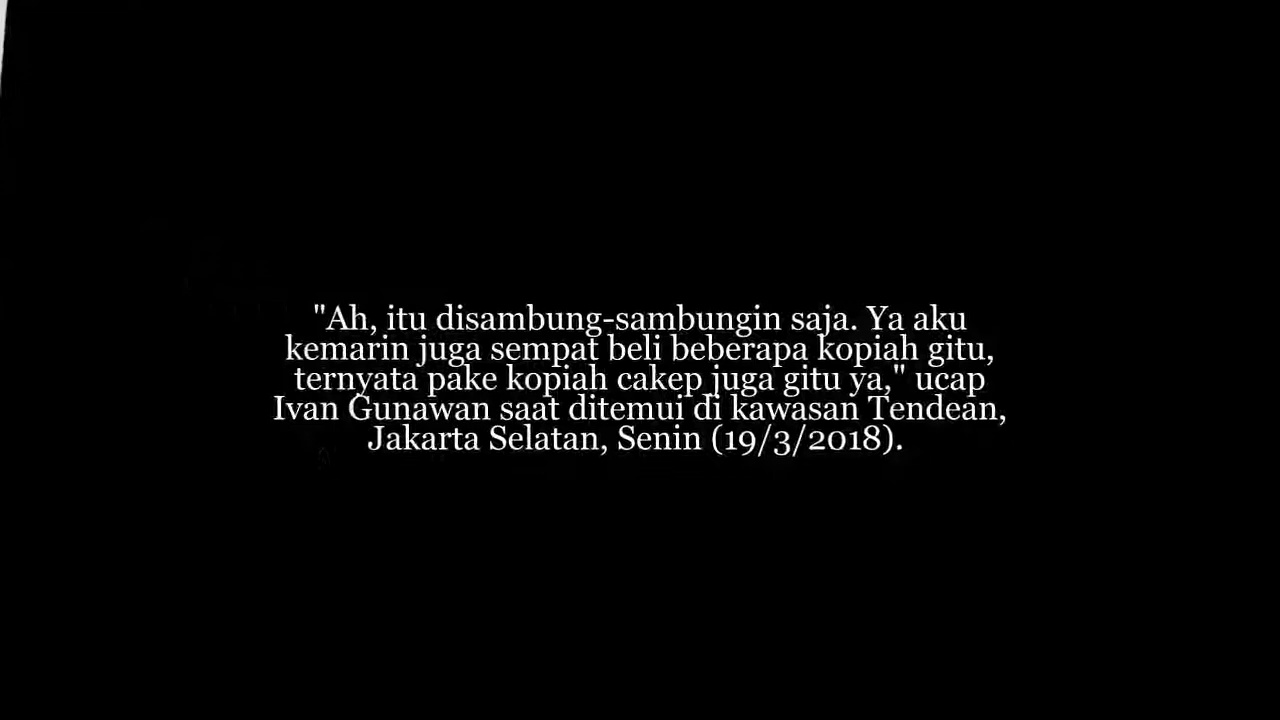 "Ah, itu disambung-sambungin saja. Ya aku
kemarin juga sempat beli beberapa kopiah gitu,
ternyata pake kopiah cakep juga gitu ya," ucap
Ivan Gunawan saat ditemui di kawasan Tendean,
Jakarta Selatan, Senin (19/3/2018).